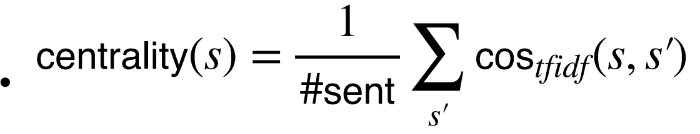 • centrality(s) = 1/#sent ∑_{s′} cos_{tfidf}(s, s′)